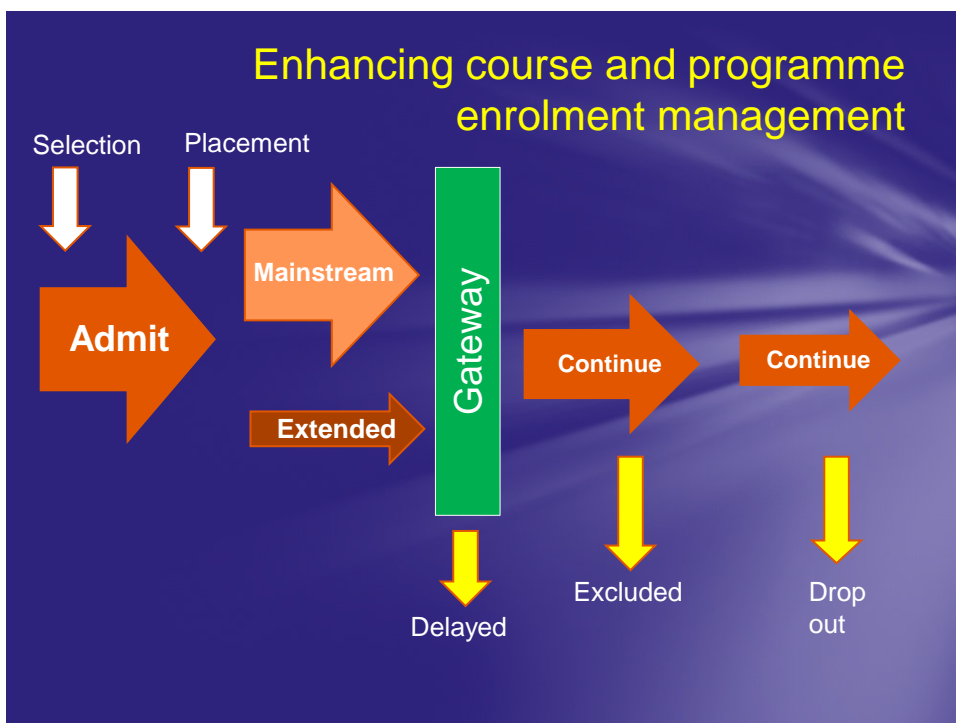 Enhancing course and programme
enrolment management
Selection
Placement
Admit
Mainstream
Extended
Gateway
Continue
Continue
Delayed
Excluded
Drop
out